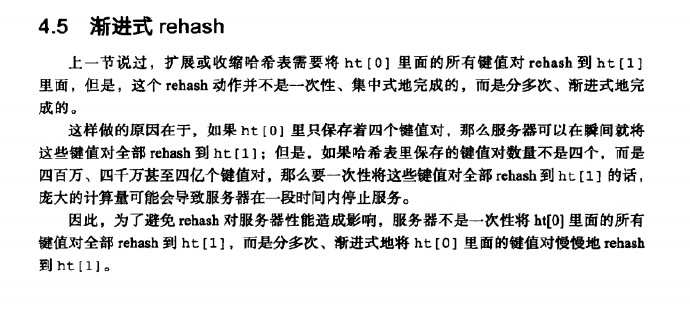 4.5 渐进式 rehash
上一节说过，扩展或收缩哈希表需要将 ht[0] 里面的所有键值对 rehash 到 ht[1]
里面，但是，这个 rehash 动作并不是一次性、集中式地完成的，而是分多次、渐进式地完
成的。
这样做的原因在于，如果 ht[0] 里只保存着四个键值对，那么服务器可以在瞬间就将
这些键值对全部 rehash 到 ht[1]；但是，如果哈希表里保存的键值对数量不是四个，而是
四百万、四千万甚至四亿个键值对，那么要一次性将这些键值对全部 rehash 到 ht[1] 的话，
庞大的计算量可能会导致服务器在一段时间内停止服务。
因此，为了避免 rehash 对服务器性能造成影响，服务器不是一次性将 ht[0] 里面的所有
键值对全部 rehash 到 ht[1]，而是分多次、渐进式地将 ht[0] 里面的键值对慢慢地 rehash
到 ht[1]。